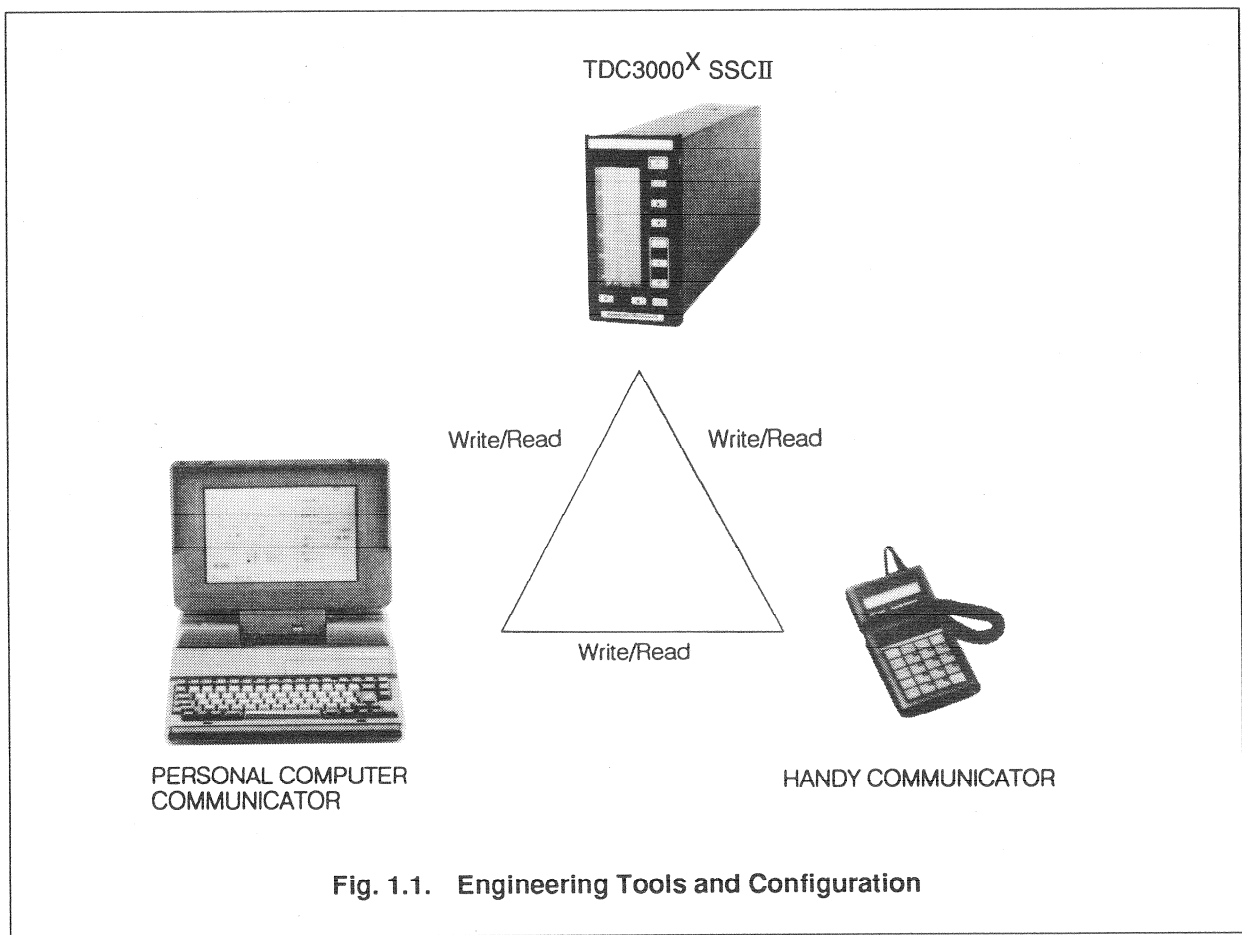 TDC3000X SSCII
Write/Read
Write/Read
Write/Read
PERSONAL COMPUTER
COMMUNICATOR
HANDY COMMUNICATOR
Fig. 1.1. Engineering Tools and Configuration